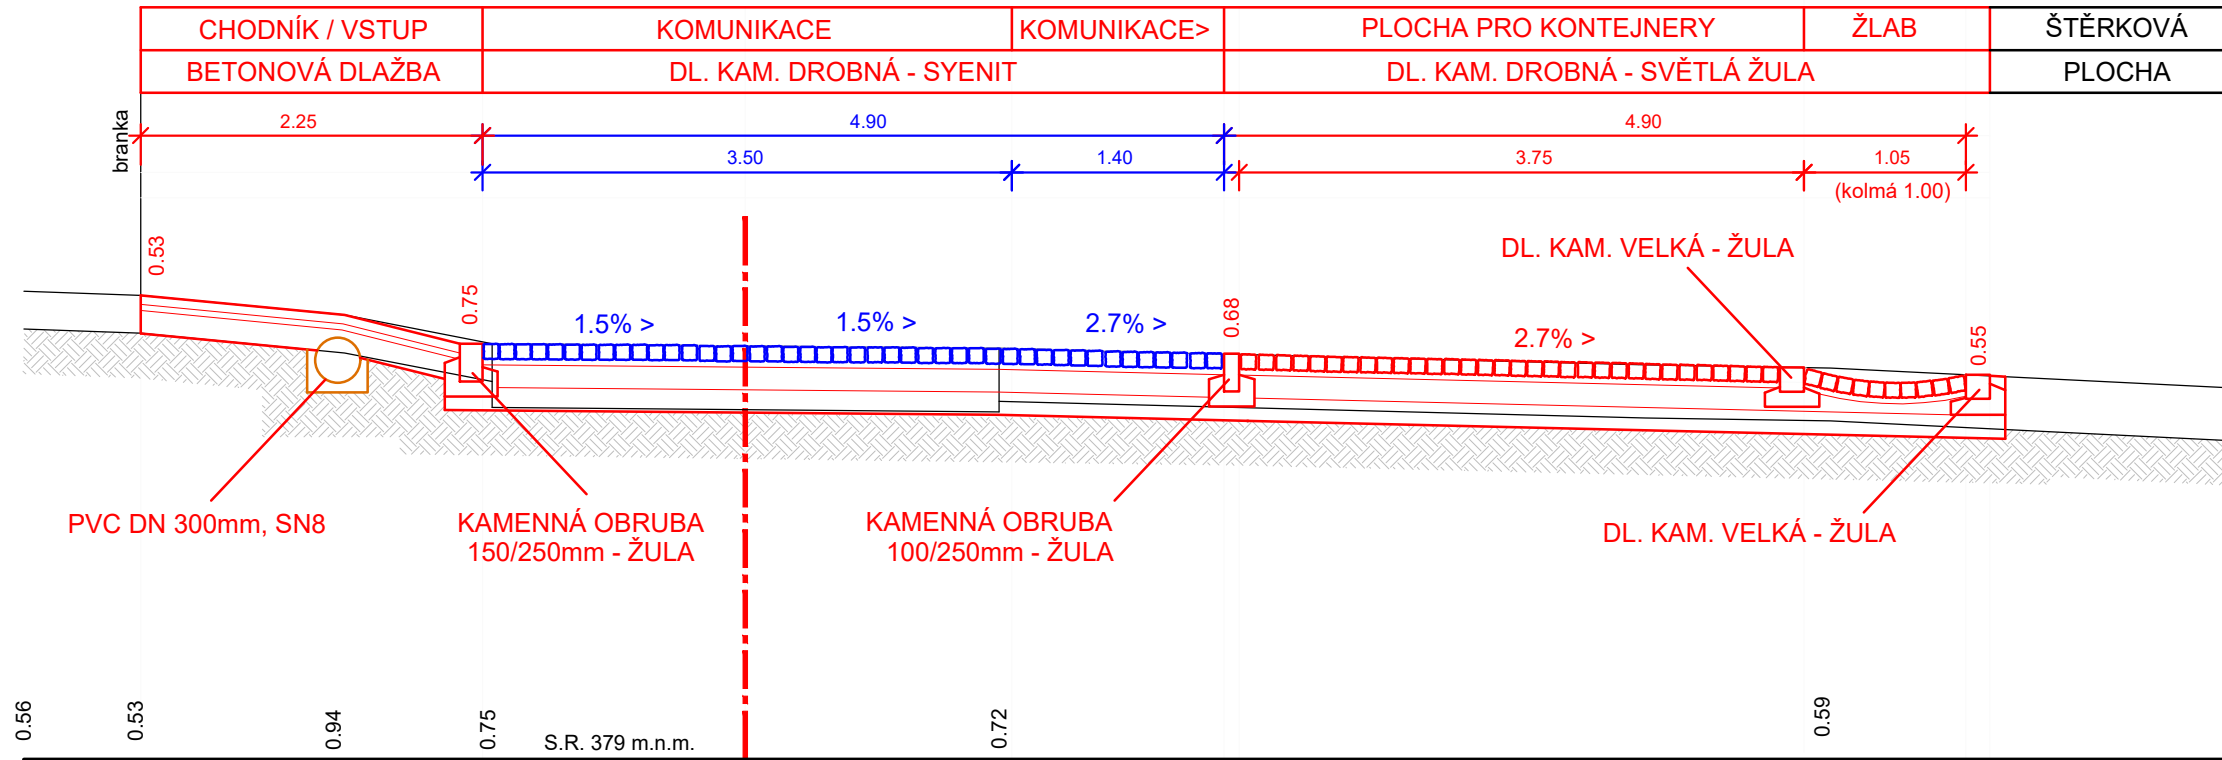 CHODNÍK / VSTUP KOMUNIKACE KOMUNIKACE> PLOCHA PRO KONTEJNERY ŽLAB ŠTĚRKOVÁ
BETONOVÁ DLAŽBA DL. KAM. DROBNÁ - SYENIT DL. KAM. DROBNÁ - SVĚTLÁ ŽULA PLOCHA
branka
2.25 4.90 4.90
3.50 1.40 3.75 1.05
(kolmá 1.00)
0.53
DL. KAM. VELKÁ - ŽULA
0.75
1.5% > 1.5% > 2.7% >
0.68
2.7% >
0.55
PVC DN 300mm, SN8
KAMENNÁ OBRUBA
150/250mm - ŽULA
KAMENNÁ OBRUBA
100/250mm - ŽULA
DL. KAM. VELKÁ - ŽULA
0.56 0.53 0.94 0.75 0.72 0.59
S.R. 379 m.n.m.